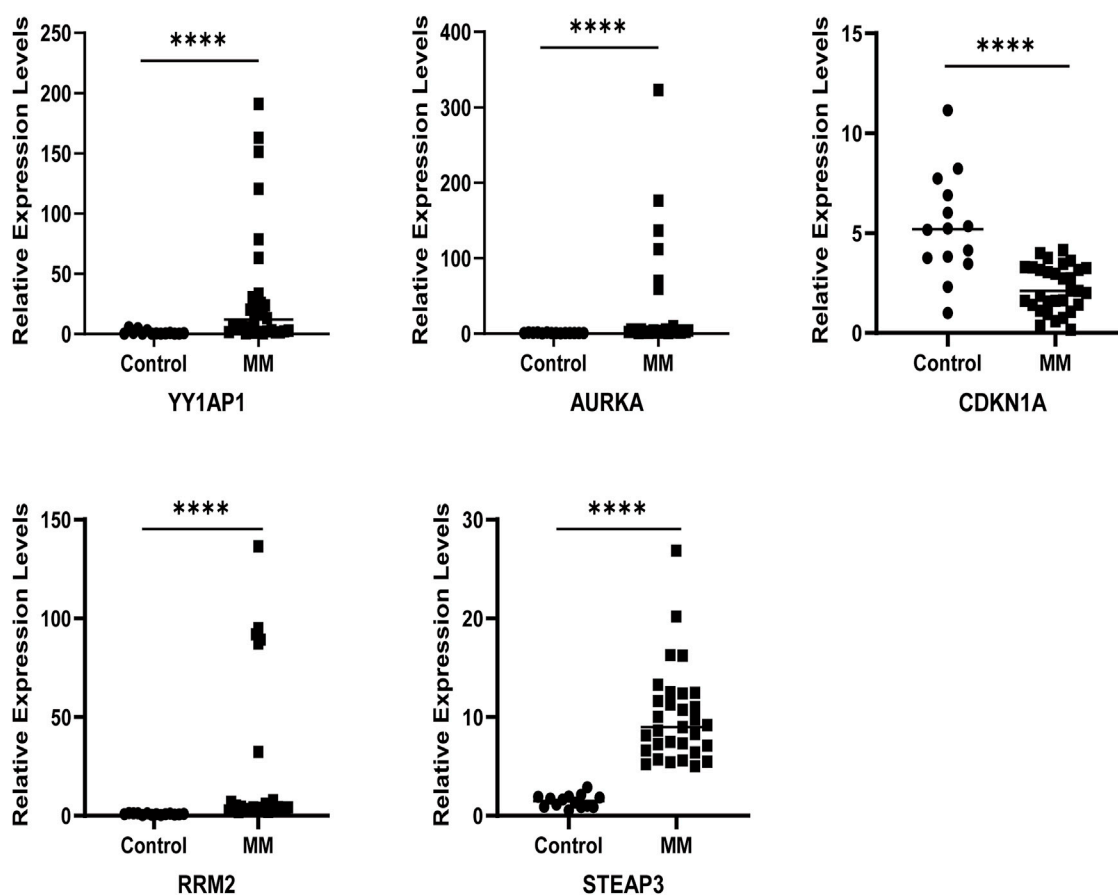 Relative Expression Levels
250
200
150
100
50
0
****
Control
MM
YY1AP1
Relative Expression Levels
400
300
200
100
0
****
Control
MM
AURKA
Relative Expression Levels
15
10
5
0
****
Control
MM
CDKN1A
Relative Expression Levels
150
100
50
0
****
Control
MM
RRM2
Relative Expression Levels
30
20
10
0
****
Control
MM
STEAP3